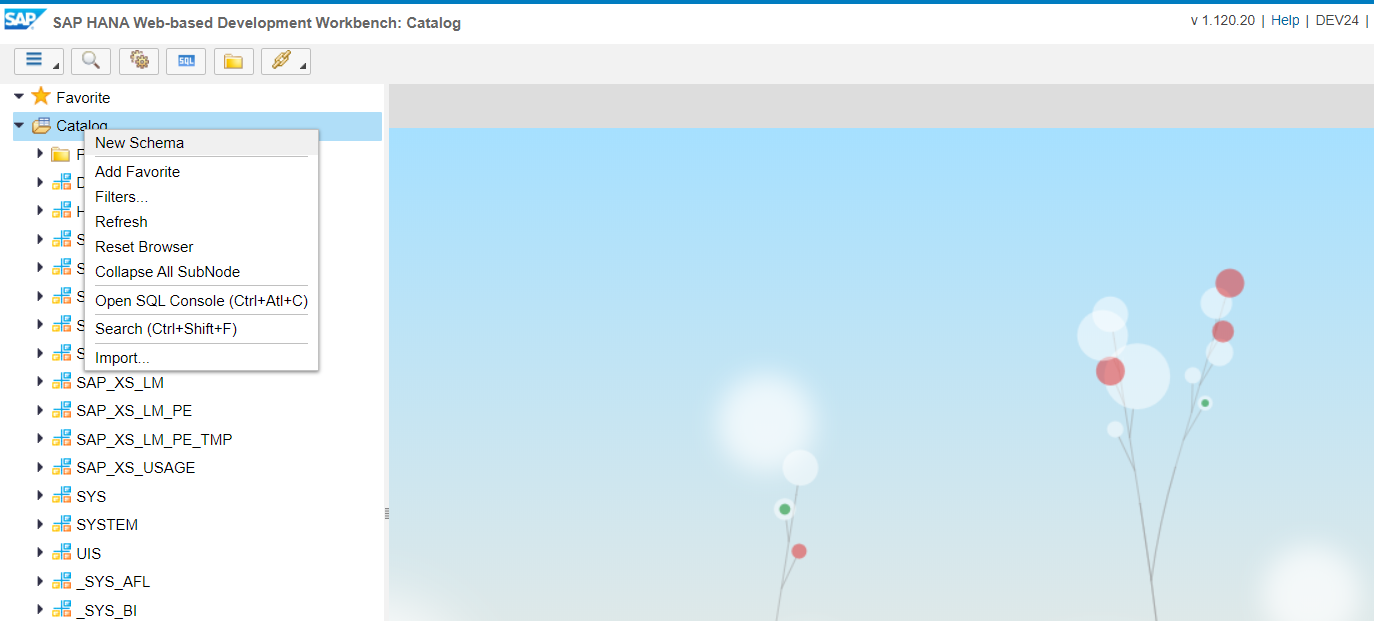 SAP SAP HANA Web-based Development Workbench: Catalog
v 1.120.20 | Help | DEV24 |
SQL
Favorite
Catalog
New Schema
Add Favorite
Filters...
Refresh
Reset Browser
Collapse All SubNode
Open SQL Console (Ctrl+Atl+C)
Search (Ctrl+Shift+F)
Import...
SAP_XS_LM
SAP_XS_LM_PE
SAP_XS_LM_PE_TMP
SAP_XS_USAGE
SYS
SYSTEM
UIS
_SYS_AFL
_SYS_BI